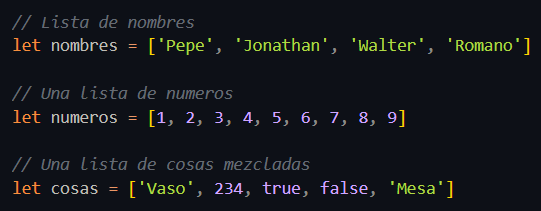 // Lista de nombres
let nombres = ['Pepe', 'Jonathan', 'Walter', 'Romano']
// Una lista de numeros
let numeros = [1, 2, 3, 4, 5, 6, 7, 8, 9]
// Una lista de cosas mezcladas
let cosas = ['Vaso', 234, true, false, 'Mesa']